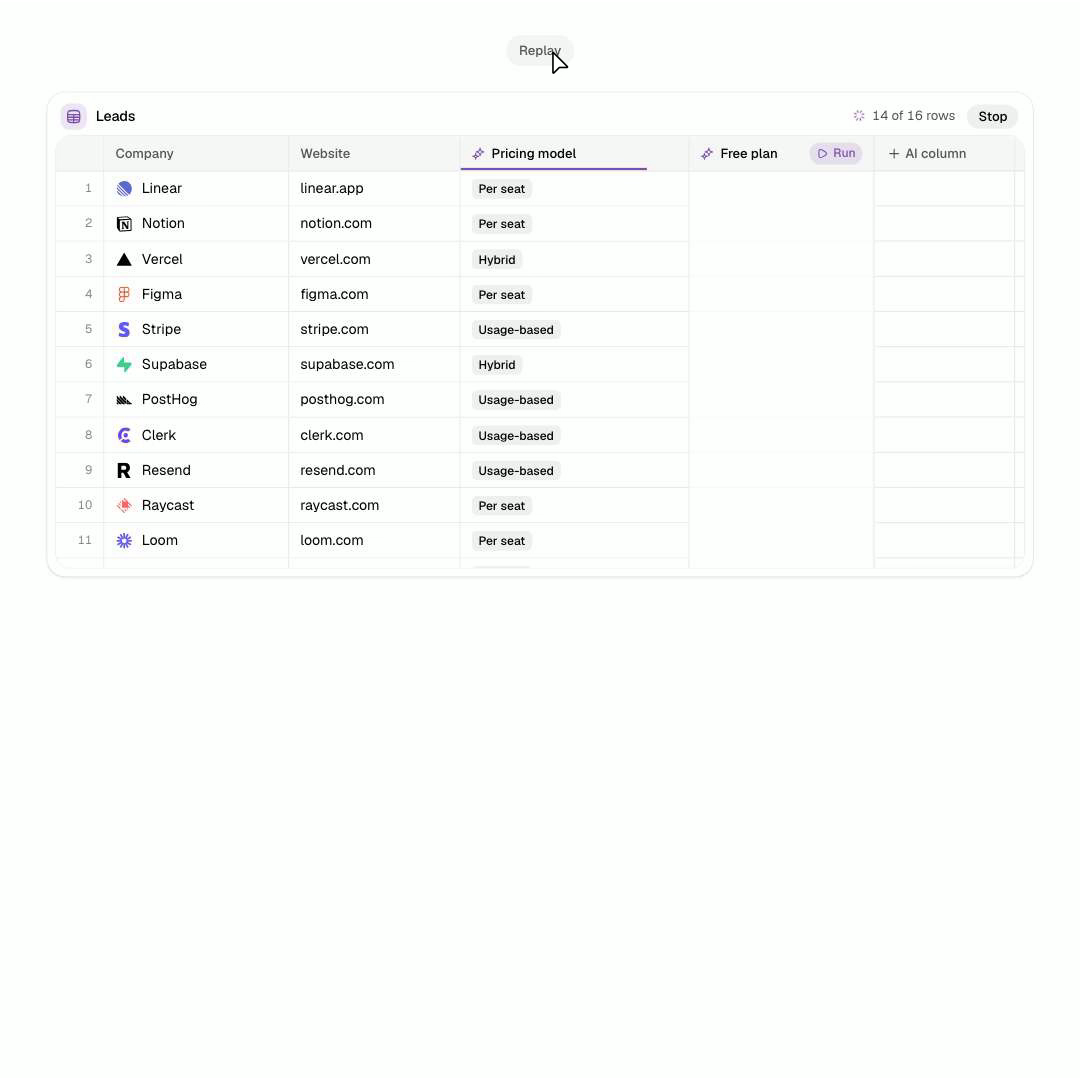 Replay
Leads 14 of 16 rows Stop
Company Website Pricing model Free plan Run + AI column
1 Linear linear.app Per seat
2 Notion notion.com Per seat
3 Vercel vercel.com Hybrid
4 Figma figma.com Per seat
5 Stripe stripe.com Usage-based
6 Supabase supabase.com Hybrid
7 PostHog posthog.com Usage-based
8 Clerk clerk.com Usage-based
9 Resend resend.com Usage-based
10 Raycast raycast.com Per seat
11 Loom loom.com Per seat